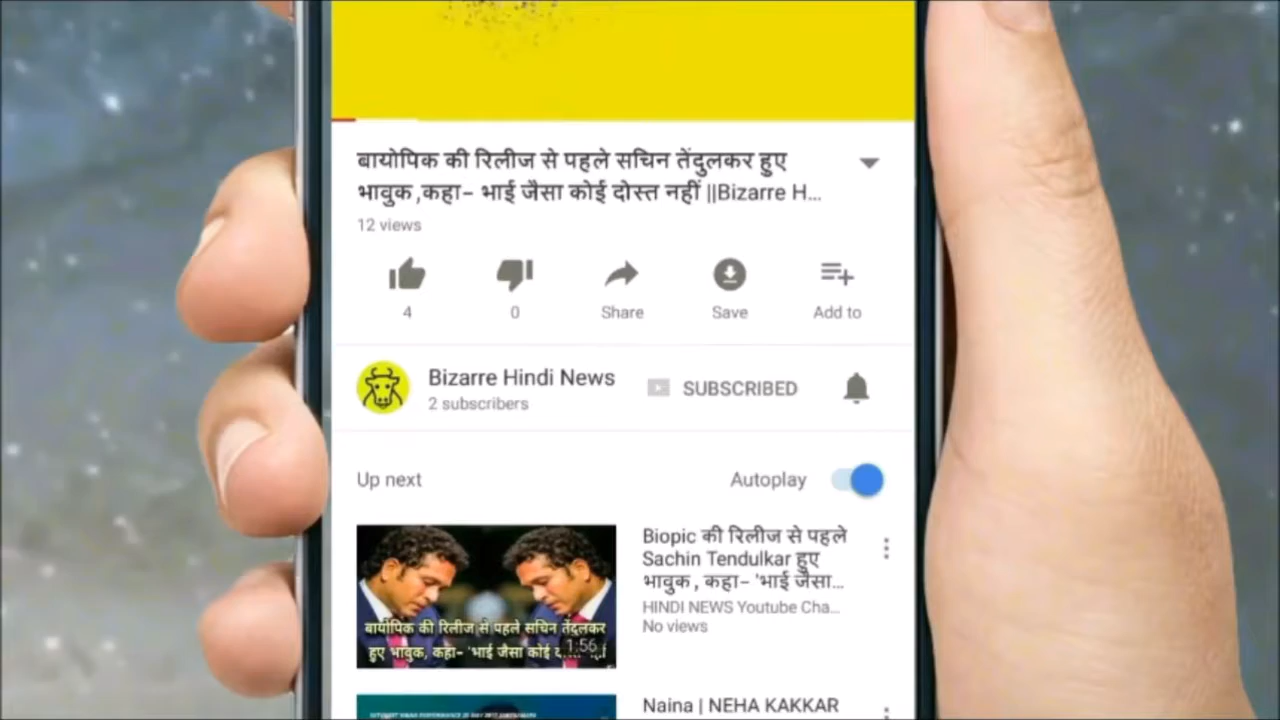 बायोपिक की रिलीज से पहले सचिन तेंदुलकर हुए
भावुक,कहा– भाई जैसा कोई दोस्त नहीं ||Bizarre H...
12 views
4
0
Share
Save
Add to
Bizarre Hindi News
2 subscribers
SUBSCRIBED
Up next
Autoplay
Biopic की रिलीज से पहले
Sachin Tendulkar हुए
भावुक, कहा– 'भाई जैसा...
HINDI NEWS Youtube Cha...
No views
बायोपिक की रिलीज से पहले सचिन तेंदुलकर
हुए भावुक, कहा– 'भाई जैसा कोई
1:56
Naina | NEHA KAKKAR